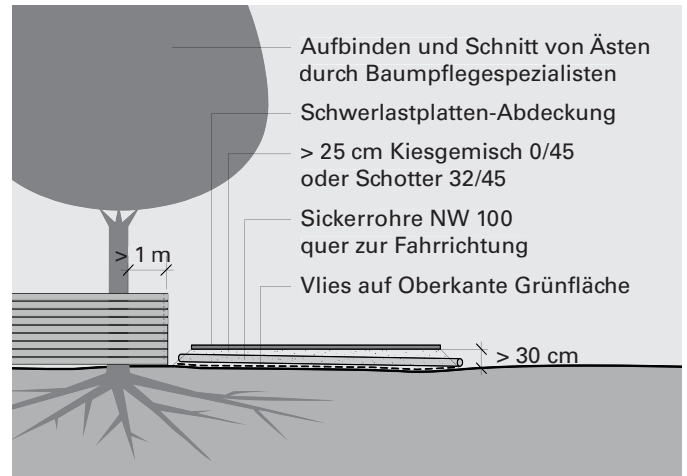 Aufbinden und Schnitt von Ästen
durch Baumpflegespezialisten
Schwerlastplatten-Abdeckung
> 25 cm Kiesgemisch 0/45
oder Schotter 32/45
Sickerrohre NW 100
quer zur Fahrrichtung
> 1 m
Vlies auf Oberkante Grünfläche
> 30 cm